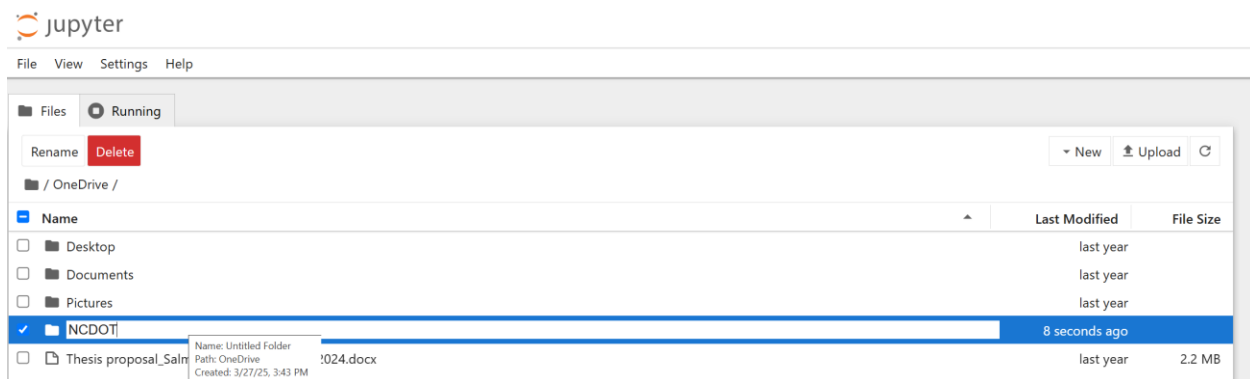 jupyter
File View Settings Help
Files Running
Rename Delete New Upload
/ OneDrive /
Name Last Modified File Size
Desktop last year
Documents last year
Pictures last year
NCDOT 8 seconds ago
Name: Untitled Folder
Thesis proposal_Salm 2024.docx last year 2.2 MB
Path: OneDrive
Created: 3/27/25, 3:43 PM